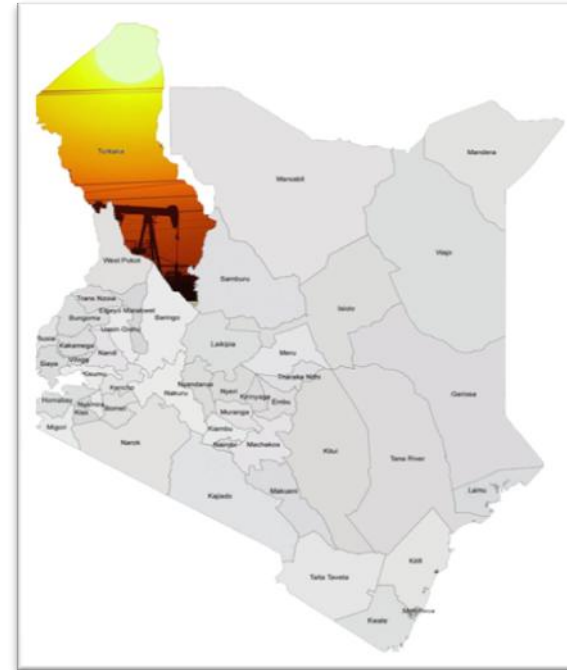 Turkana
Mandera
Marsabit
Wajir
West Pokot
Samburu
Isiolo
Trans Nzoia
Elgeyo Marakwet
Baringo
Bungoma
Uasin Gishu
Busia
Kakamega
Nandi
Laikipia
Meru
Siaya
Vihiga
Kisumu
Tharaka Nithi
Garissa
Kericho
Nyandarua
Nyeri
Kirinyaga
Embu
Homabay
Nyamira
Nakuru
Kisii
Bomet
Muranga
Migori
Kiambu
Narok
Nairobi
Machakos
Kitui
Tana River
Lamu
Makueni
Kajiado
Kilifi
Taita Taveta
Mombasa
Kwale